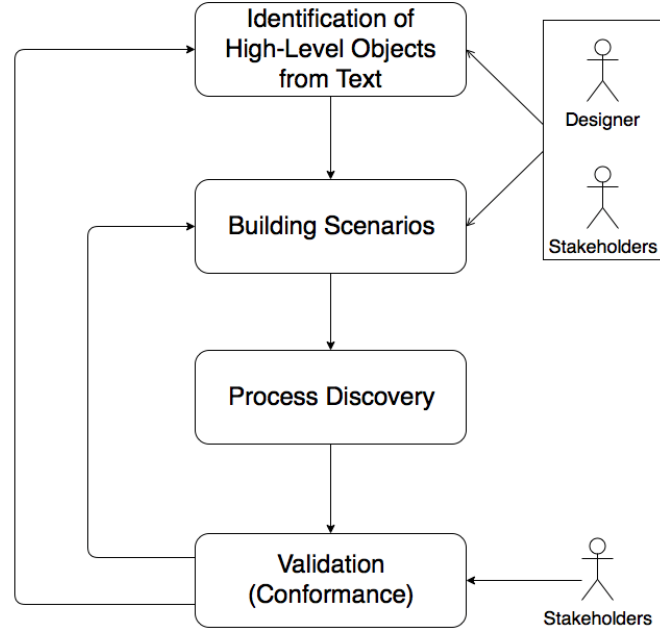 Identification of
High-Level Objects
from Text
Designer
Building Scenarios
Stakeholders
Process Discovery
Validation
(Conformance)
Stakeholders